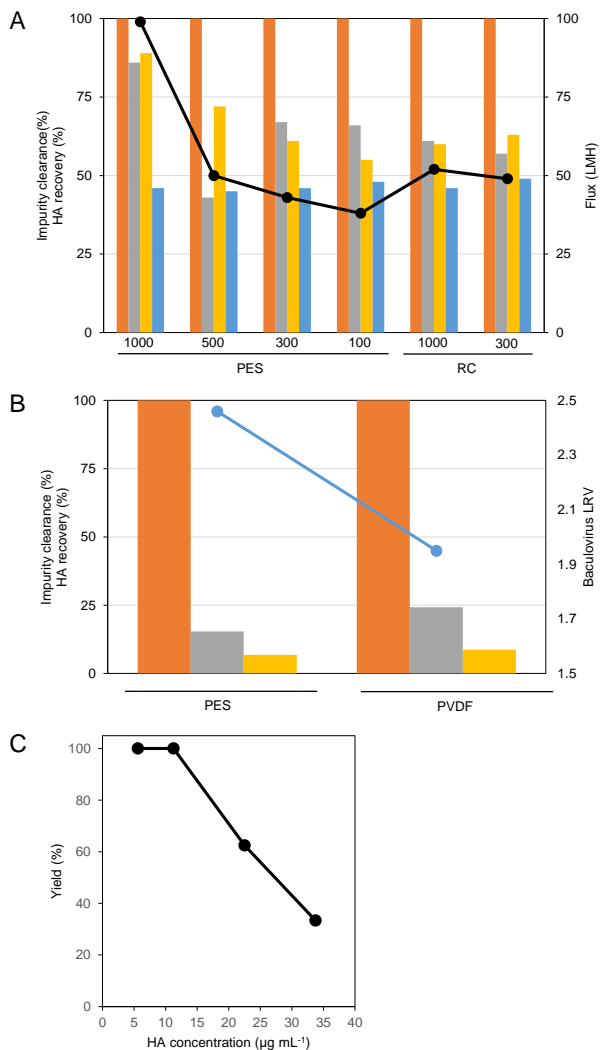 A
Impurity clearance(%)
HA recovery (%)
100
75
50
25
0
100
75
50
25
0
Flux (LMH)
1000
500
300
100
1000
300
PES
RC
B
Impurity clearance (%)
HA recovery (%)
100
75
50
25
0
2.5
2.3
2.1
1.9
1.7
1.5
Baculovirus LRV
PES
PVDF
C
Yield (%)
100
80
60
40
20
0
0
5
10
15
20
25
30
35
40
HA concentration (µg mL⁻¹)